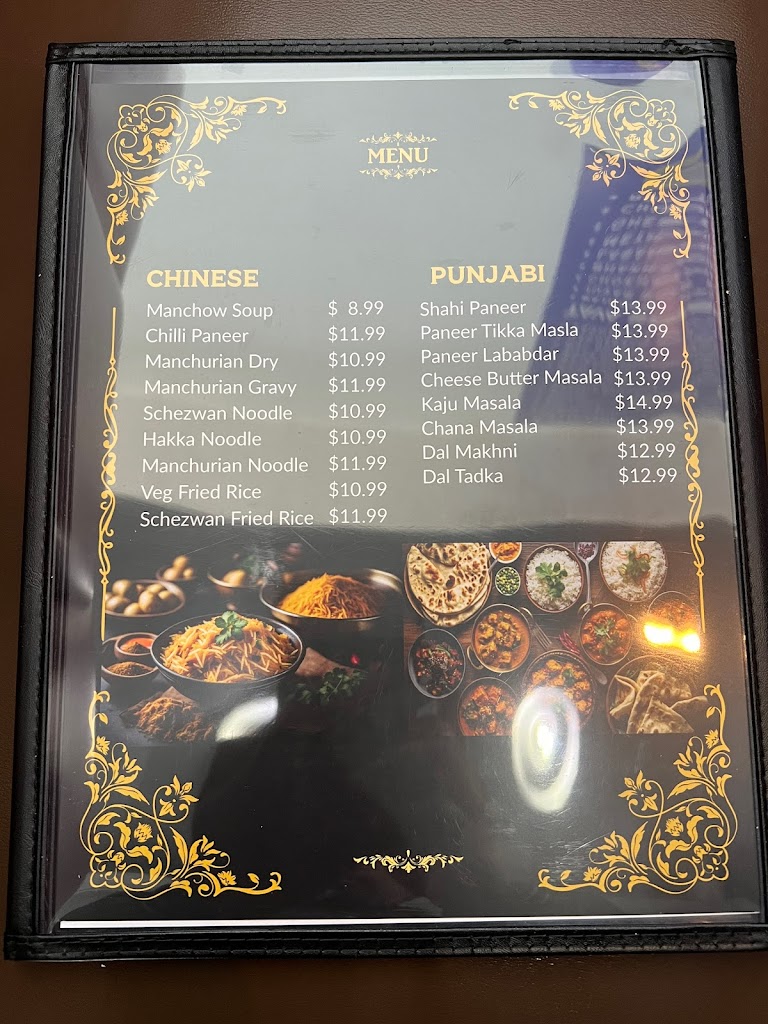 MENU
CHINESE
Manchow Soup $ 8.99
Chilli Paneer $11.99
Manchurian Dry $10.99
Manchurian Gravy $11.99
Schezwan Noodle $10.99
Hakka Noodle $10.99
Manchurian Noodle $11.99
Veg Fried Rice $10.99
Schezwan Fried Rice $11.99
PUNJABI
Shahi Paneer $13.99
Paneer Tikka Masla $13.99
Paneer Lababdar $13.99
Cheese Butter Masala $13.99
Kaju Masala $14.99
Chana Masala $13.99
Dal Makhni $12.99
Dal Tadka $12.99